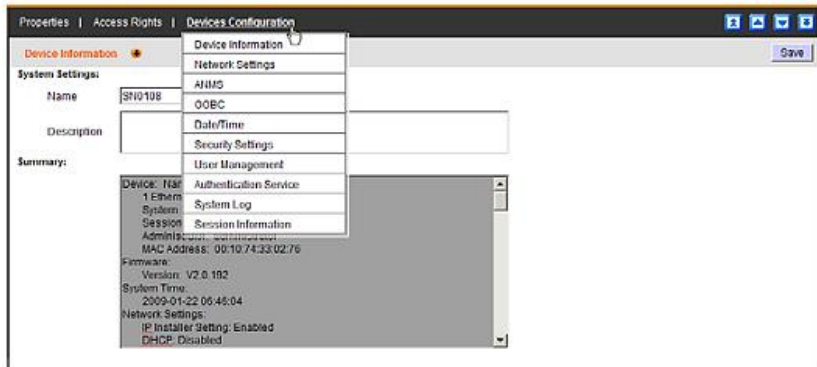 Properties | Access Rights | Devices Configuration
Device Information
Save
Device Information
Network Settings
ANMS
OOBC
Date/Time
Security Settings
User Management
Authentication Service
System Log
Session Information
System Settings:
Name SN0108
Description
Summary:
Device: Nar
1 Ethern
System
Session
MAC Address: 00:10:74:33:02:76
Firmware:
Version: V2.0.192
System Time:
2009-01-22 06:46:04
Network Settings:
IP Installer Setting: Enabled
DHCP: Disabled